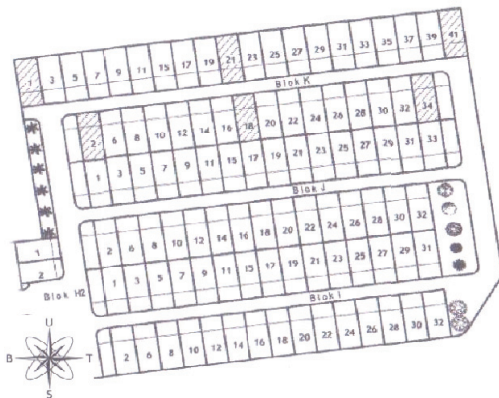 1 3 5 7 9 11 15 17 19 21 23 25 27 29 31 33 35 37 39 41
Blok K
2 6 8 10 12 14 16 18 20 22 24 26 28 30 32 34
1 3 5 7 9 11 15 17 19 21 23 25 27 29 31 33
Blok J
2 6 8 10 12 14 16 18 20 22 24 26 28 30 32
1 3 5 7 9 11 15 17 19 21 23 25 27 29 31
Blok I
2 6 8 10 12 14 16 18 20 22 24 26 28 30 32
1
2
Blok H2
U
B T
S